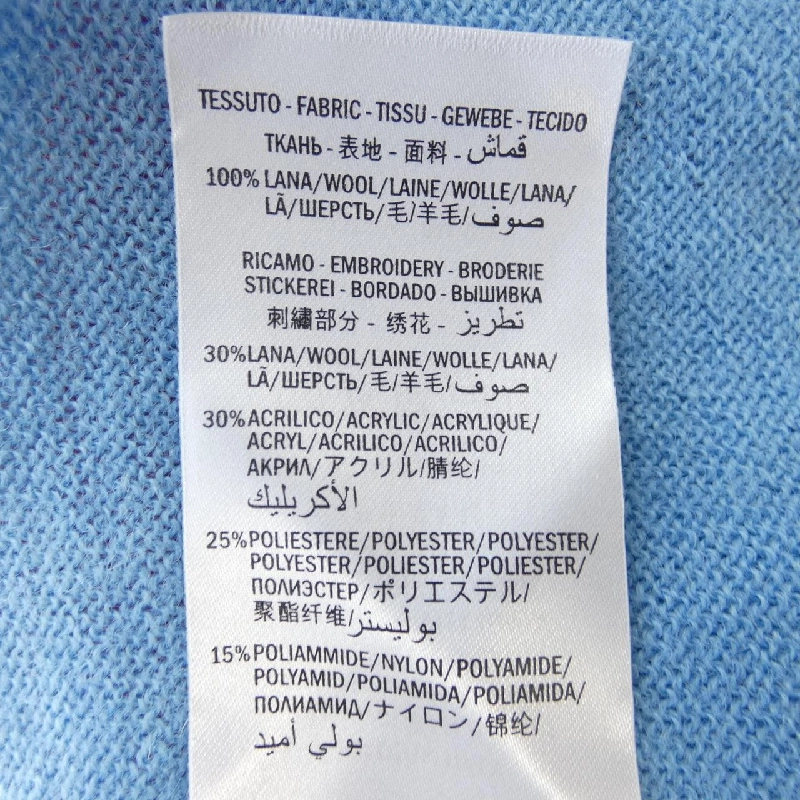 TESSUTO - FABRIC - TISSU - GEWEBE - TECIDO
ТКАНЬ - 表地 - 面料 - قماش
100% LANA/WOOL/LAINE/WOLLE/LANA/
LÃ/ШЕРСТЬ/毛/羊毛/صوف
RICAMO - EMBROIDERY - BRODERIE
STICKEREI - BORDADO - ВЫШИВКА
刺繍部分 - 绣花 - تطريز
30%LANA/WOOL/LAINE/WOLLE/LANA/
LÃ/ШЕРСТЬ/毛/羊毛/صوف
30%ACRILICO/ACRYLIC/ACRYLIQUE/
ACRYL/ACRILICO/ACRILICO/
АКРИЛ/アクリル/腈纶/
الأكريليك
25%POLIESTERE/POLYESTER/POLYESTER/
POLYESTER/POLIESTER/POLIESTER/
ПОЛИЭСТЕР/ポリエステル/
聚酯纤维/بوليستر
15%POLIAMMIDE/NYLON/POLYAMIDE/
POLYAMID/POLIAMIDA/POLIAMIDA/
ПОЛИАМИД/ナイロン/锦纶/
بولي أميد